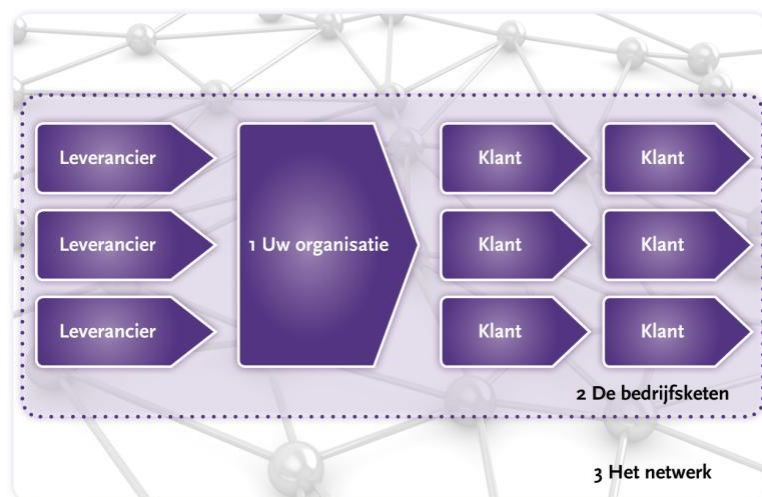 Leverancier
Klant
Klant
Leverancier
1 Uw organisatie
Klant
Klant
Leverancier
Klant
Klant
2 De bedrijfsketen
3 Het netwerk